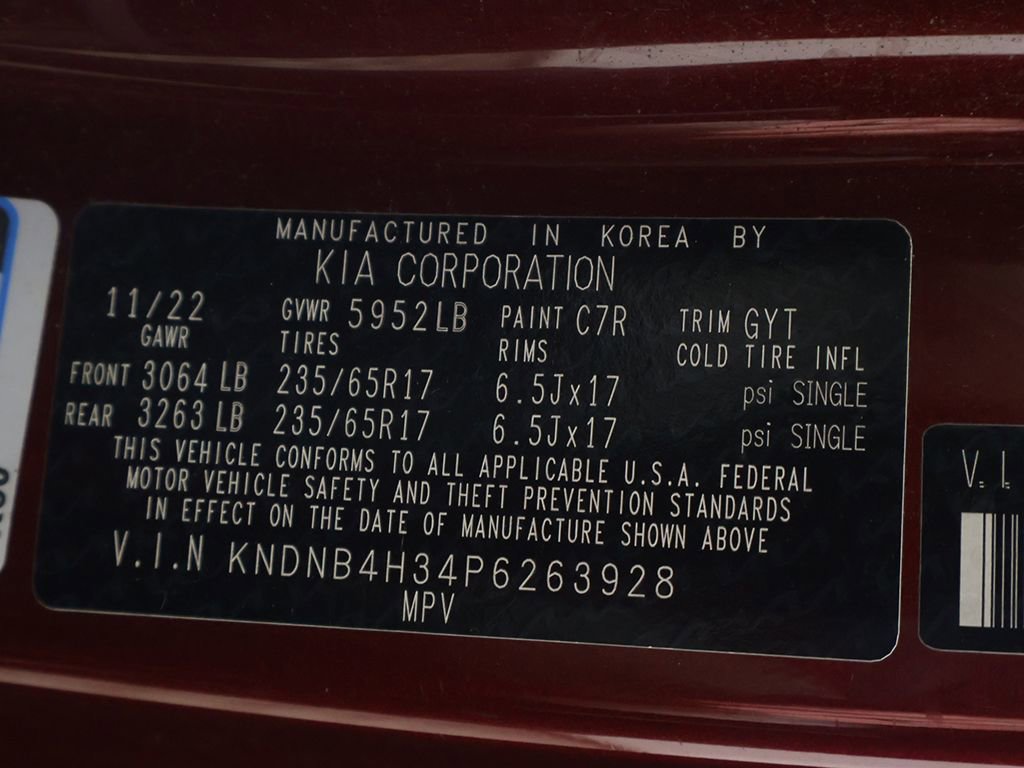 MANUFACTURED IN KOREA BY
KIA CORPORATION
11/22 GVWR 5952LB PAINT C7R TRIM GYT
GAWR TIRES RIMS COLD TIRE INFL
FRONT 3064 LB 235/65R17 6.5Jx17 psi SINGLE
REAR 3263 LB 235/65R17 6.5Jx17 psi SINGLE
THIS VEHICLE CONFORMS TO ALL APPLICABLE U.S.A. FEDERAL
MOTOR VEHICLE SAFETY AND THEFT PREVENTION STANDARDS
IN EFFECT ON THE DATE OF MANUFACTURE SHOWN ABOVE
V.I.N KNDNB4H34P6263928
MPV
V. I.